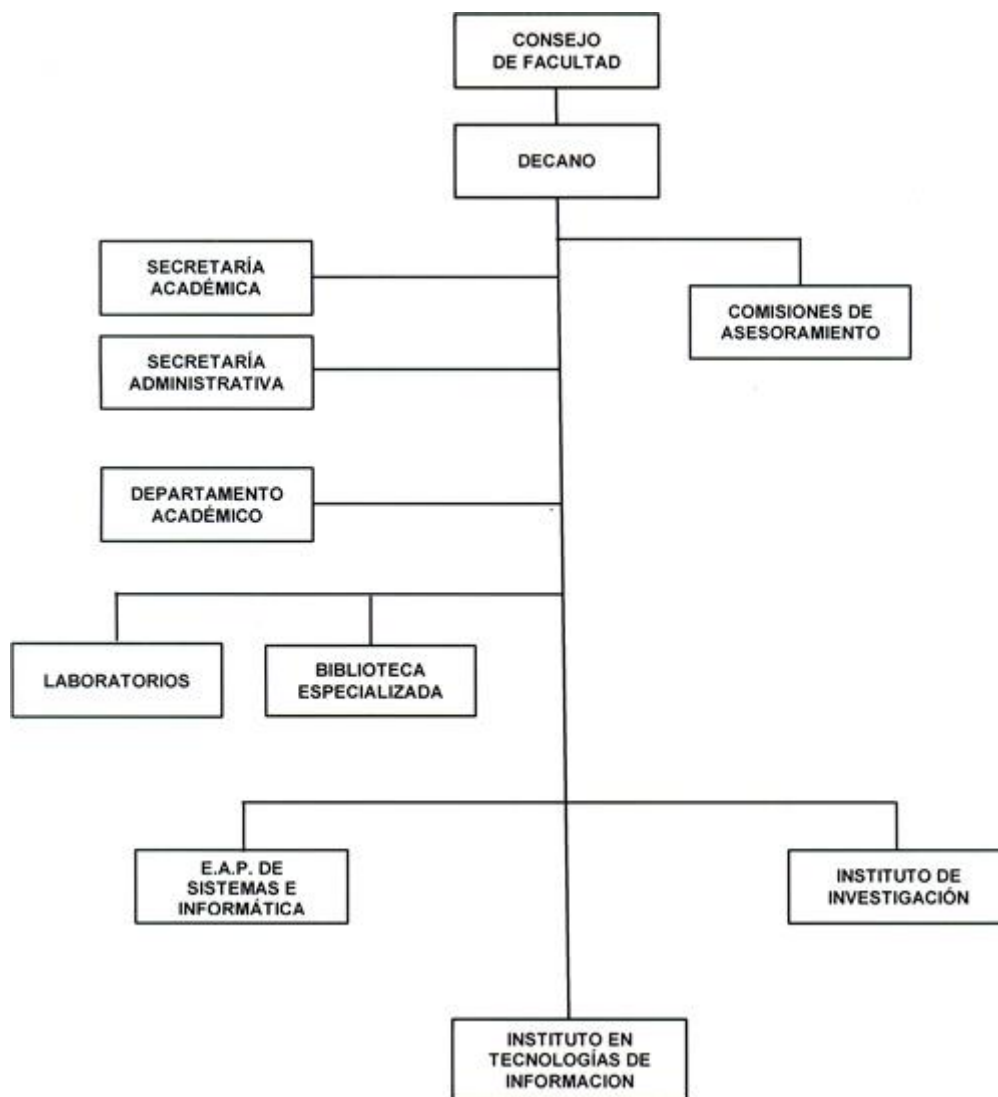 CONSEJO
DE FACULTAD
DECANO
SECRETARÍA
ACADÉMICA
COMISIONES DE
ASESORAMIENTO
SECRETARÍA
ADMINISTRATIVA
DEPARTAMENTO
ACADÉMICO
LABORATORIOS
BIBLIOTECA
ESPECIALIZADA
E.A.P. DE
SISTEMAS E
INFORMÁTICA
INSTITUTO DE
INVESTIGACIÓN
INSTITUTO EN
TECNOLOGÍAS DE
INFORMACION